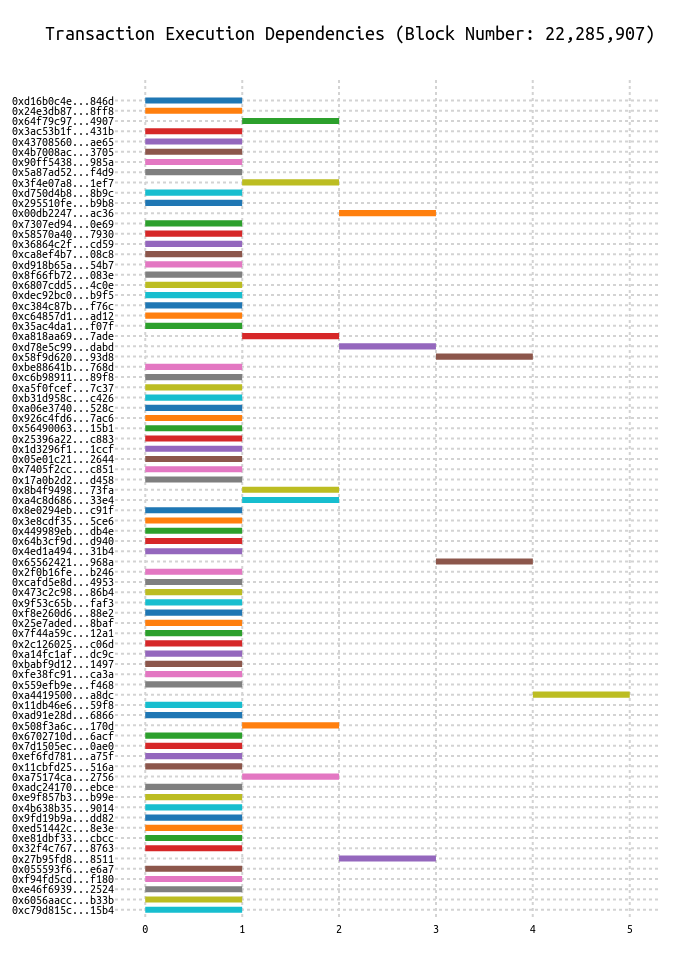 Transaction Execution Dependencies (Block Number: 22,285,907)
0xd16b0c4e...846d
0x24e3db87...8ff8
0x64f79c97...4907
0x3ac53b1f...431b
0x43708560...ae65
0x4b7008ac...3705
0x90ff5438...985a
0x5a87ad52...f4d9
0x3f4e07a8...1ef7
0xd750d4b8...8b9c
0x295510fe...b9b8
0x00db2247...ac36
0x7307ed94...0e69
0x58570a40...7930
0x36864c2f...cd59
0xca8ef4b7...08c8
0xd918b65a...54b7
0x8f66fb72...083e
0x6807cdd5...4c0e
0xdec92bc0...b9f5
0xc384c87b...f76c
0xc64857d1...ad12
0x35ac4da1...f07f
0xa818aa69...7ade
0xd78e5c99...dabd
0x58f9d620...93d8
0xbe88641b...768d
0xc6b98911...89f8
0xa5f0fcef...7c37
0xb31d958c...c426
0xa06e3740...528c
0x926c4fd6...7ac6
0x56490063...15b1
0x25396a22...c883
0x1d3296f1...1ccf
0x05e01c21...2644
0x7405f2cc...c851
0x17a0b2d2...d458
0x8b4f9498...73fa
0xa4c8d686...33e4
0x8e0294eb...c91f
0x3e8cdf35...5ce6
0x449989eb...db4e
0x64b3cf9d...d940
0x4ed1a494...31b4
0x65562421...968a
0x2f0b16fe...b246
0xcafd5e8d...4953
0x473c2c98...86b4
0x9f53c65b...faf3
0xf8e260d6...88e2
0x25e7aded...8baf
0x7f44a59c...12a1
0x2c126025...c06d
0xa14fc1af...dc9c
0xbabf9d12...1497
0xfe38fc91...ca3a
0x559efb9e...f468
0xa4419500...a8dc
0x11db46e6...59f8
0xad91e28d...6866
0x508f3a6c...170d
0x6702710d...6acf
0x7d1505ec...0ae0
0xef6fd781...a75f
0x11cbfd25...516a
0xa75174ca...2756
0xadc24170...ebce
0xe9f857b3...b99e
0x4b638b35...9014
0x9fd19b9a...dd82
0xed51442c...8e3e
0xe81dbf33...cbcc
0x32f4c767...8763
0x27b95fd8...8511
0x055593f6...e6a7
0xf94fd5cd...f180
0xe46f6939...2524
0x6056aacc...b33b
0xc79d815c...15b4
0 1 2 3 4 5